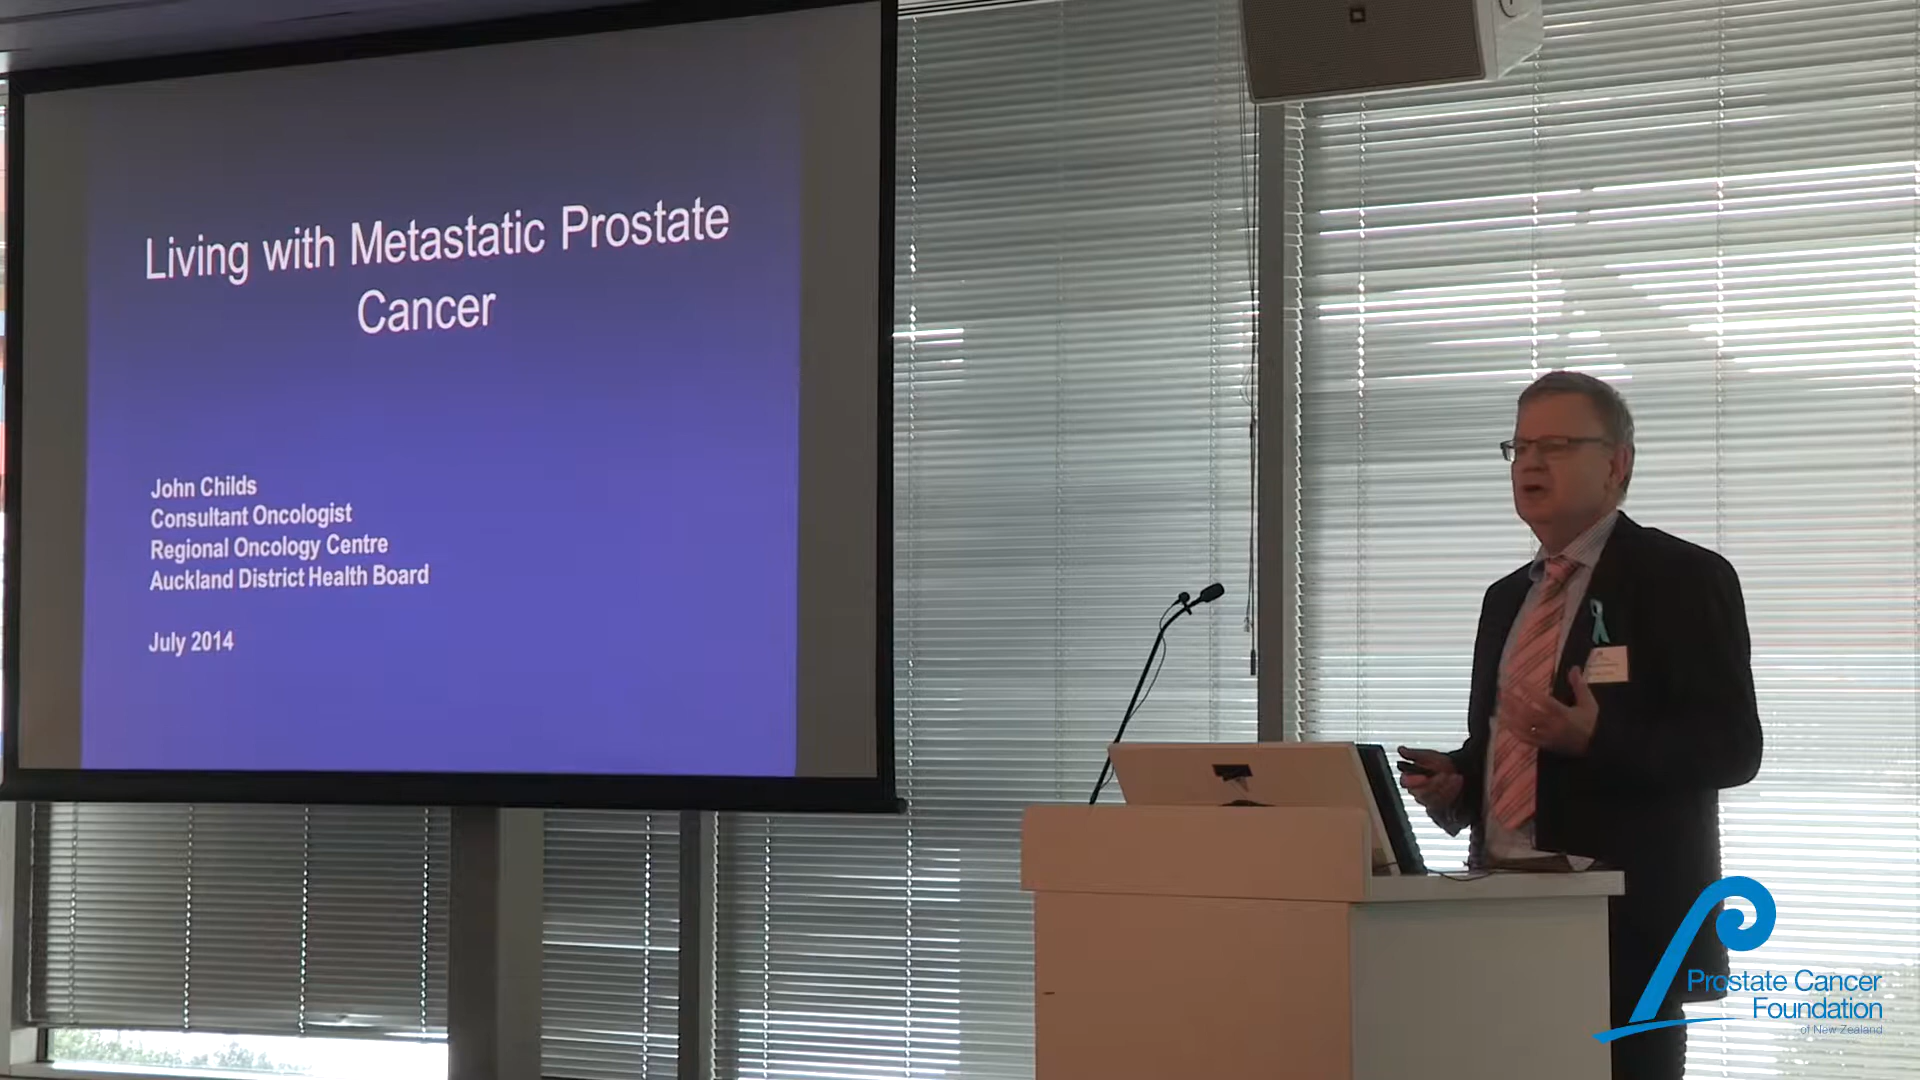 Living with Metastatic Prostate
Cancer
John Childs
Consultant Oncologist
Regional Oncology Centre
Auckland District Health Board
July 2014
Prostate Cancer
Foundation
of New Zealand